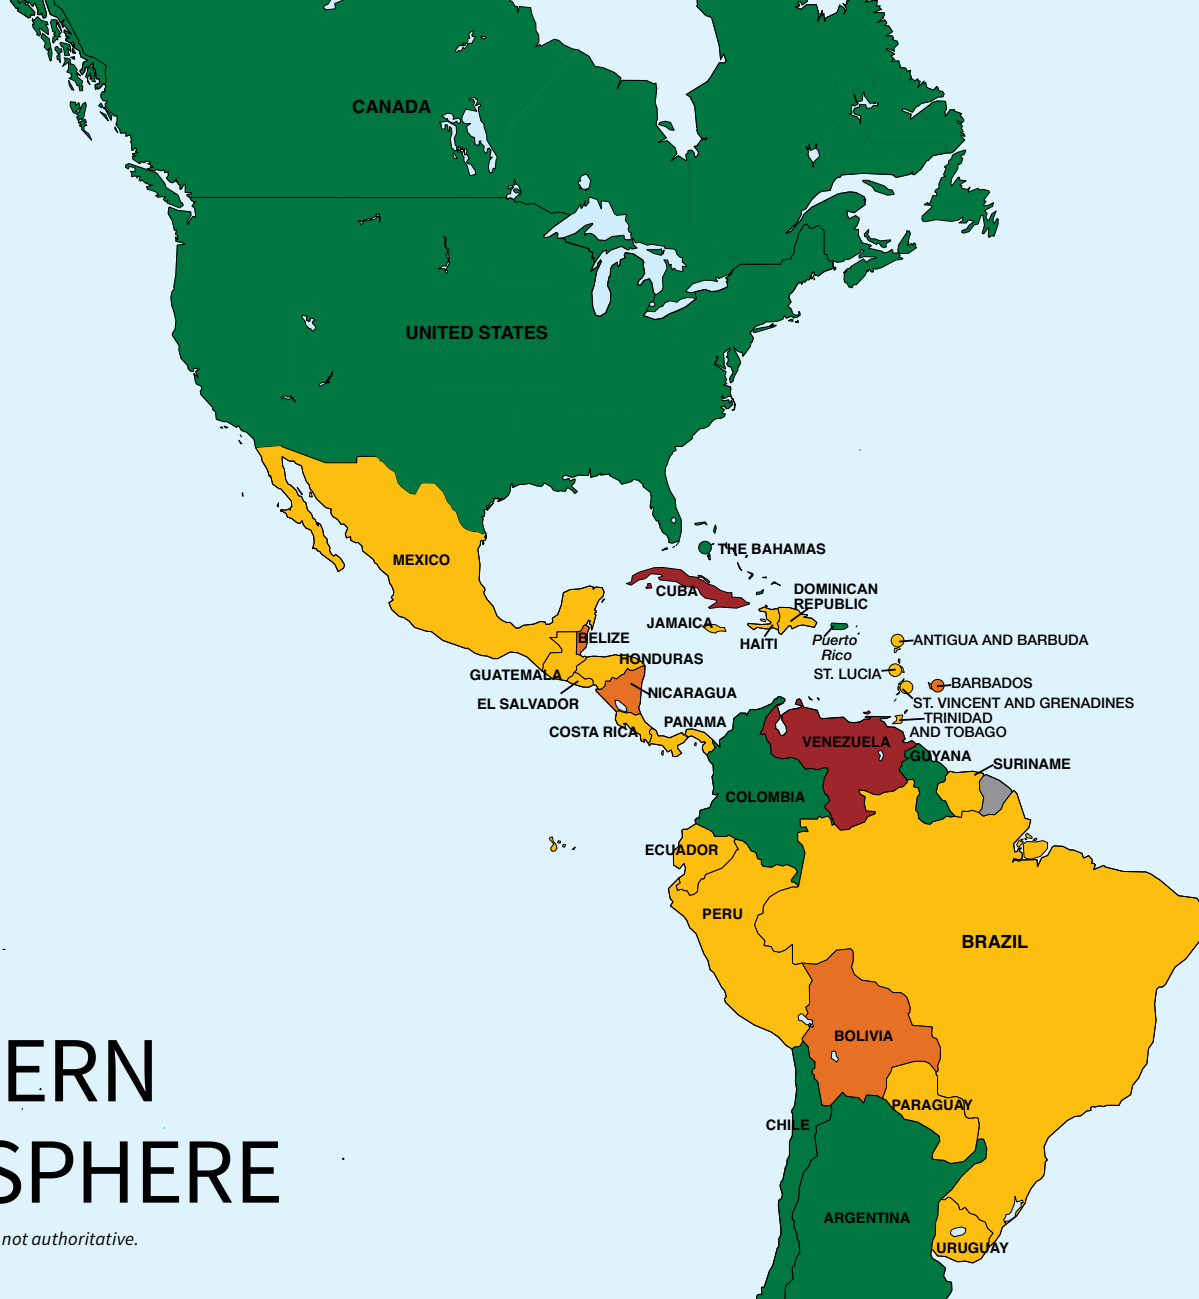 CANADA
UNITED STATES
MEXICO
THE BAHAMAS
CUBA
DOMINICAN
REPUBLIC
JAMAICA
HAITI
Puerto
Rico
BELIZE
ANTIGUA AND BARBUDA
HONDURAS
GUATEMALA
ST. LUCIA
BARBADOS
NICARAGUA
EL SALVADOR
ST. VINCENT AND GRENADINES
TRINIDAD
AND TOBAGO
COSTA RICA
PANAMA
VENEZUELA
GUYANA
SURINAME
COLOMBIA
ECUADOR
PERU
BRAZIL
BOLIVIA
PARAGUAY
CHILE
ARGENTINA
URUGUAY
ERN
SPHERE
not authoritative.